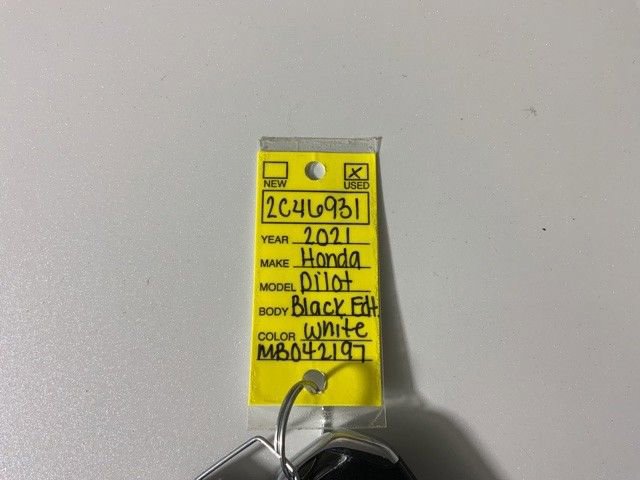 NEW USED
2C46931
YEAR 2021
MAKE Honda
MODEL Pilot
BODY Black Edt
COLOR White
MB042197